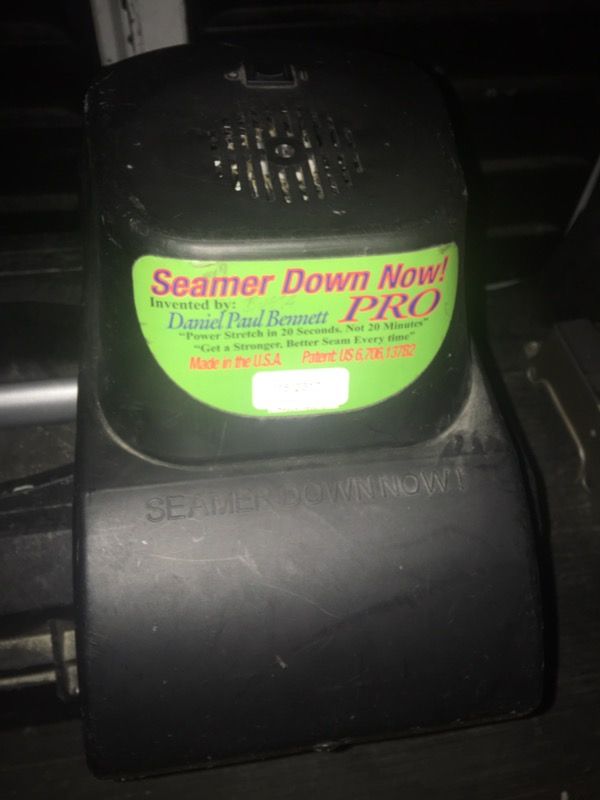 Seamer Down Now!
Invented by:
PRO
Daniel Paul Bennett
"Power Stretch in 20 Seconds. Not 20 Minutes"
"Get a Stronger, Better Seam Every time"
Made in the U.S.A. Patent: US 6,706,137B2
SEAMER DOWN NOW!